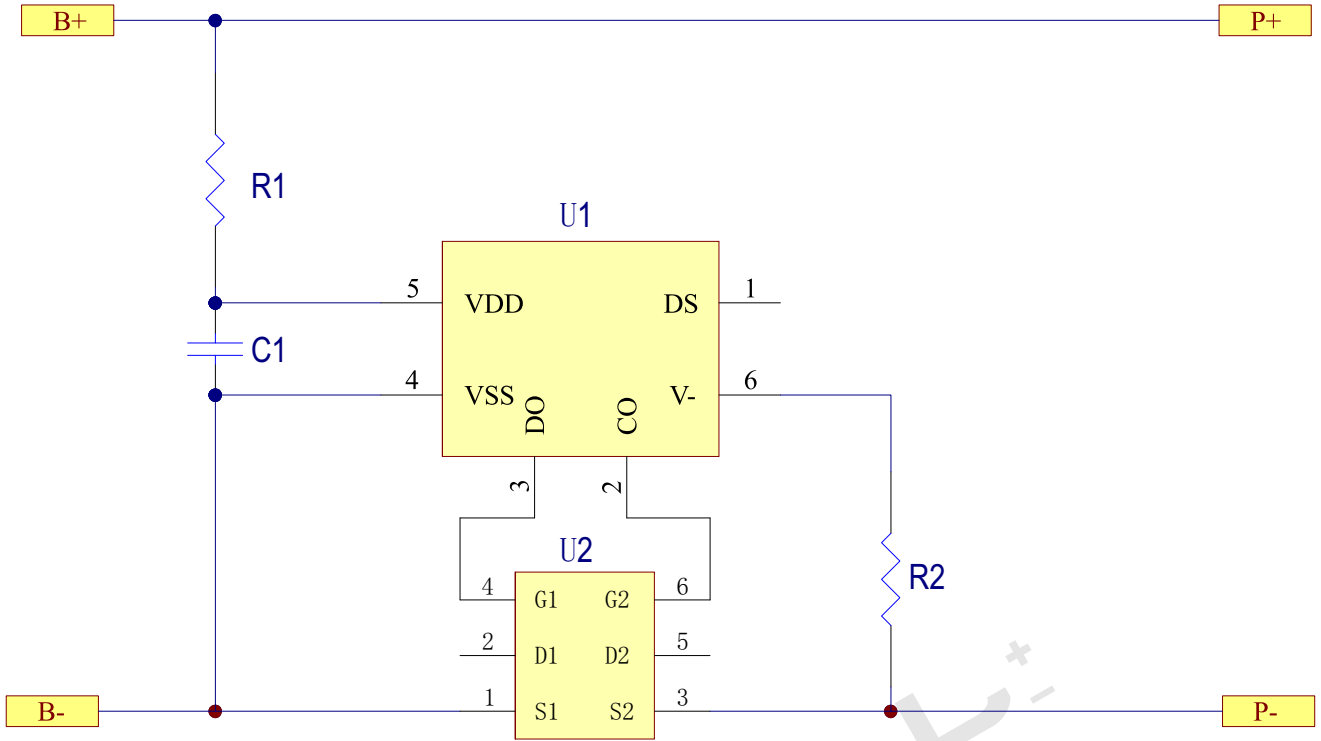 B+ P+
R1
U1
5 VDD DS 1
C1
4 VSS V- 6
DO CO
3 2
U2
R2
4 G1 G2 6
2 D1 D2 5
1 S1 S2 3
B- P-